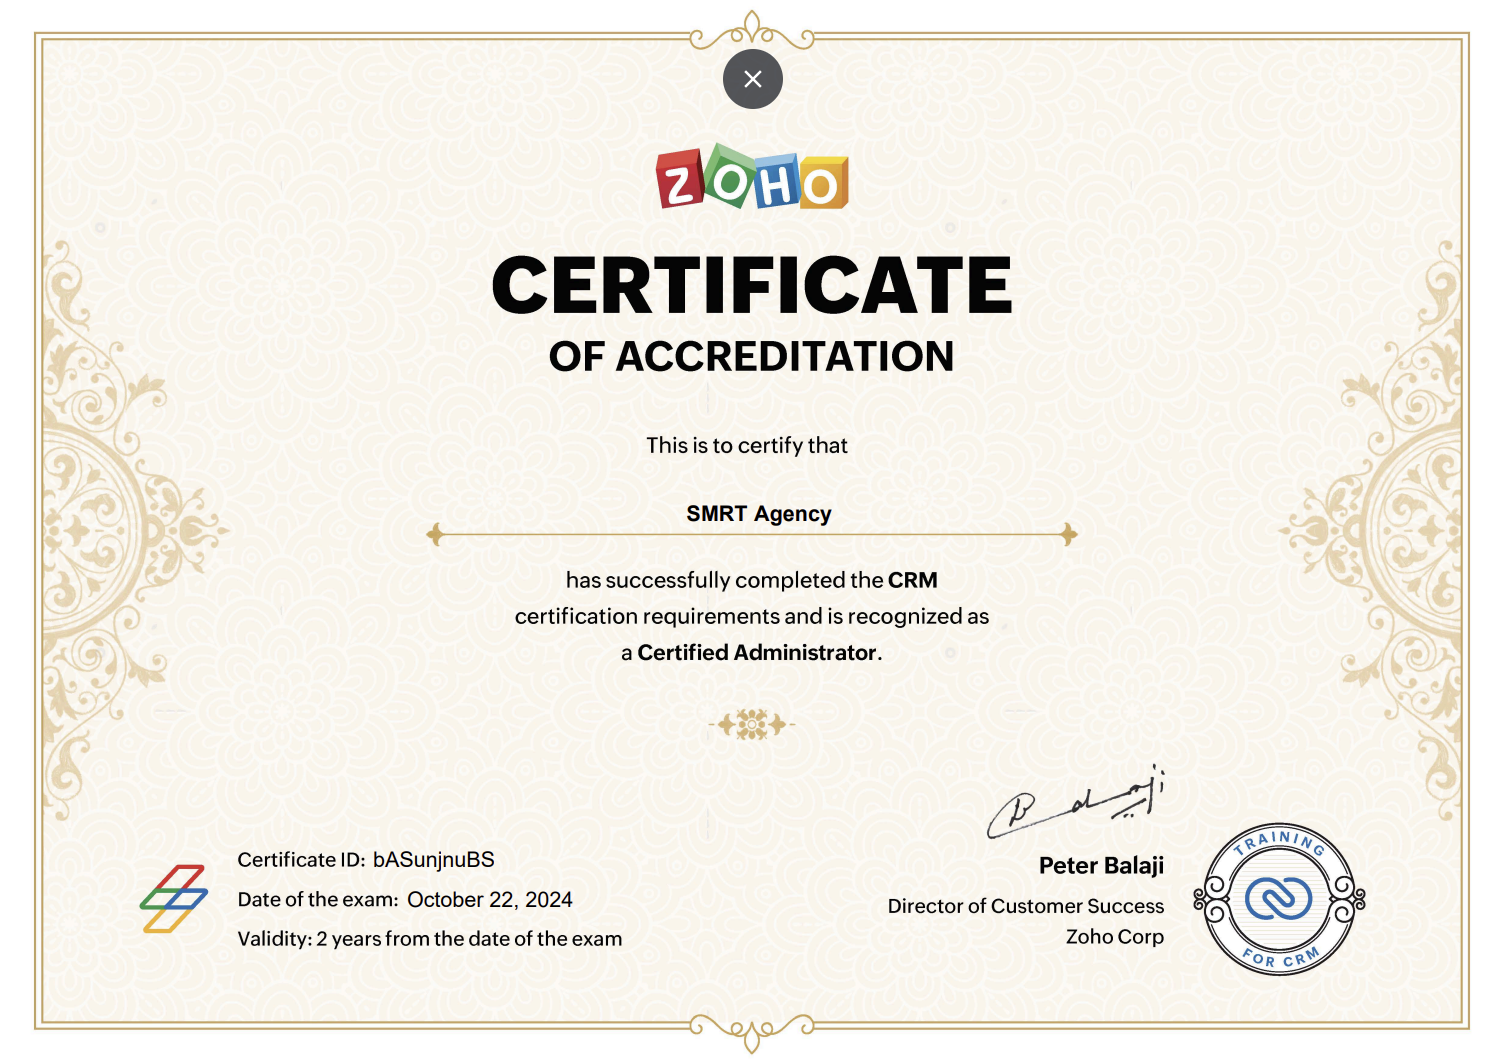 ZOHO
CERTIFICATE
OF ACCREDITATION
This is to certify that
SMRT Agency
has successfully completed the CRM
certification requirements and is recognized as
a Certified Administrator.
B alaji
Certificate ID: bASunjnuBS
Date of the exam: October 22, 2024
Validity: 2 years from the date of the exam
Peter Balaji
Director of Customer Success
Zoho Corp
TRAINING
FOR CRM